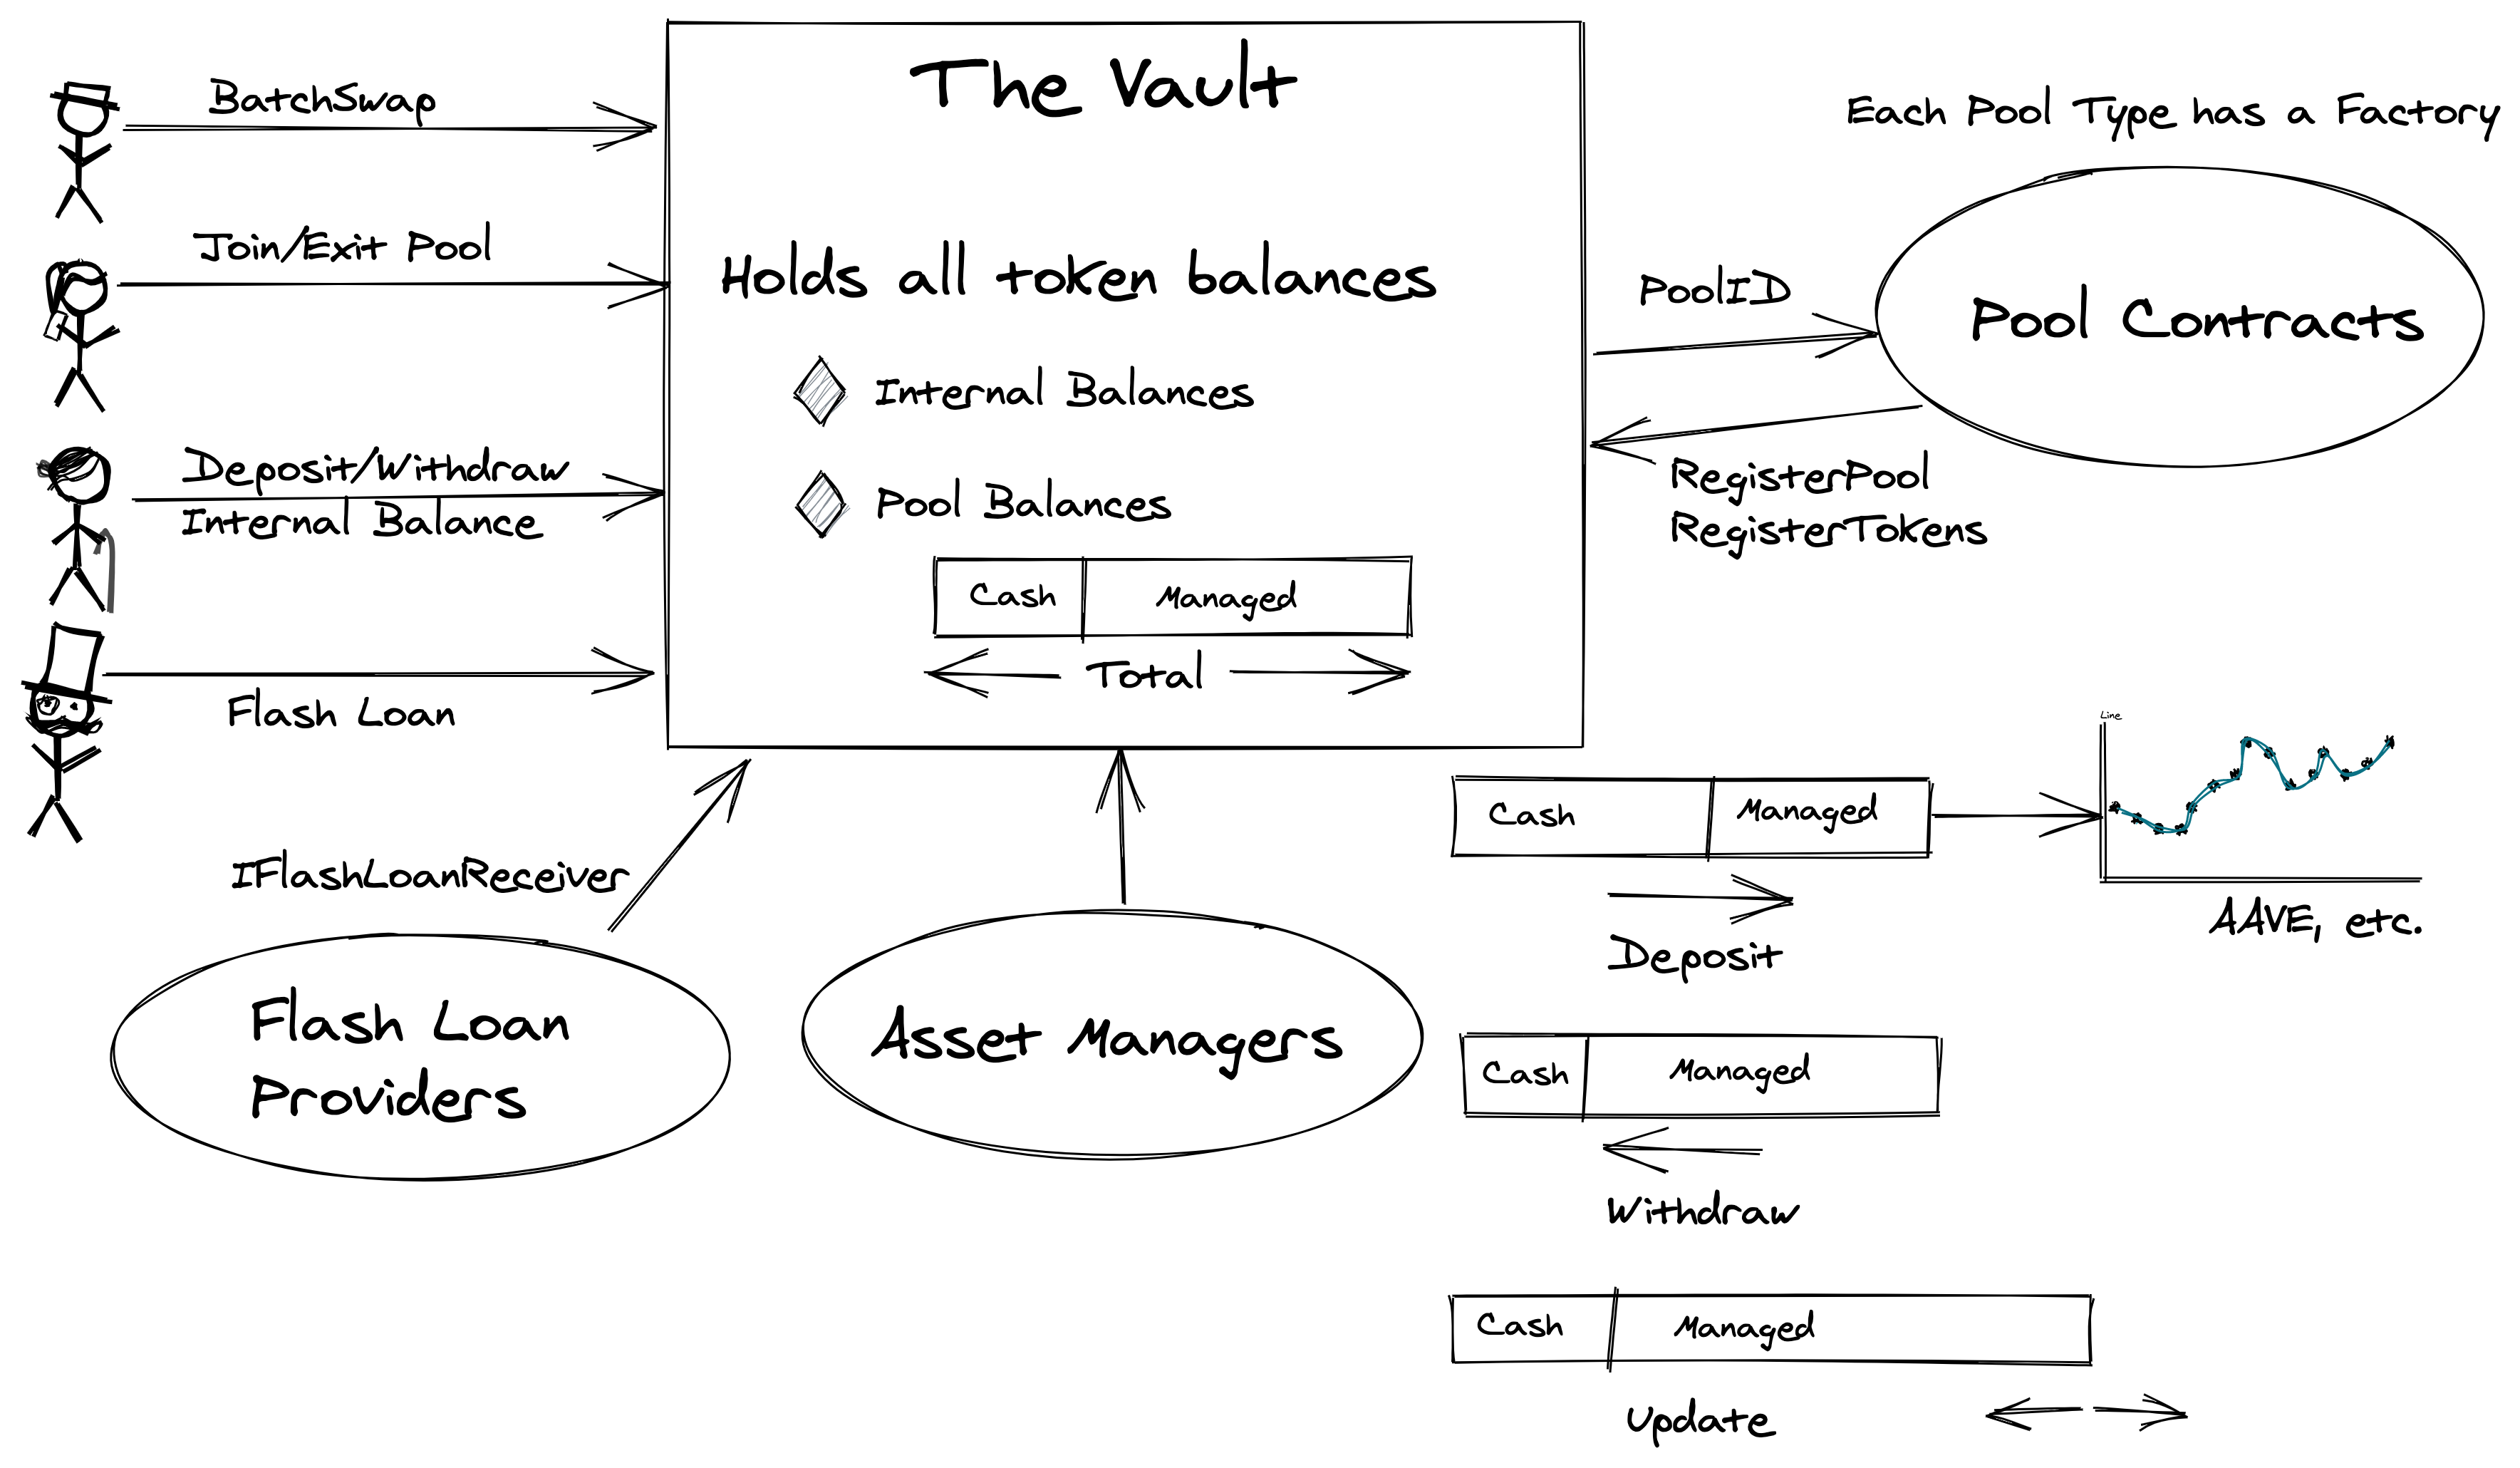 The Vault
BatchSwap
Each Pool Type has a Factory
Join/Exit Pool
Holds all token balances
PoolID
Pool Contracts
Internal Balances
Deposit/Withdraw
Internal Balance
Pool Balances
RegisterPool
RegisterTokens
Cash
Managed
Total
Flash Loan
Line
Cash
Managed
IFlashLoanReceiver
AAVE, etc.
Deposit
Flash Loan
Providers
Asset Managers
Cash
Managed
Withdraw
Cash
Managed
Update